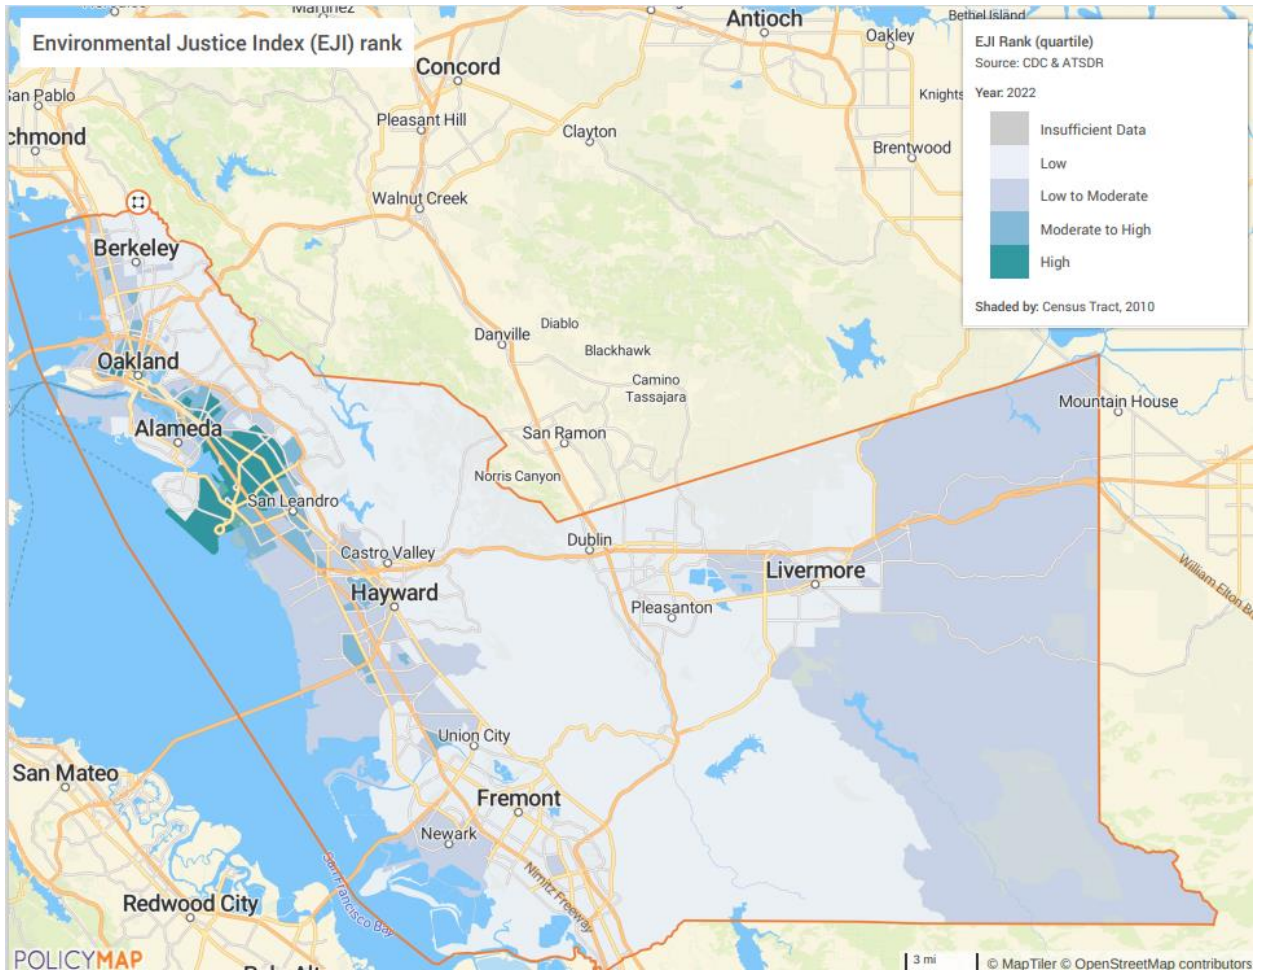 Martinez
Environmental Justice Index (EJI) rank
Antioch
Bethel Island
Oakley
EJI Rank (quartile)
Source: CDC & ATSDR
Year: 2022
Insufficient Data
Low
Low to Moderate
Moderate to High
High
Shaded by: Census Tract, 2010
Concord
San Pablo
Knights
Pleasant Hill
Clayton
chmond
Brentwood
Walnut Creek
Berkeley
Danville
Diablo
Blackhawk
Oakland
Camino
Tassajara
Mountain House
Alameda
San Ramon
Norris Canyon
San Leandro
Dublin
Castro Valley
Livermore
William Elton B
Hayward
Pleasanton
Union City
San Mateo
Fremont
Newark
Nimitz Freeway
San Francisco Bay
Redwood City
POLICYMAP
3 mi
© MapTiler © OpenStreetMap contributors